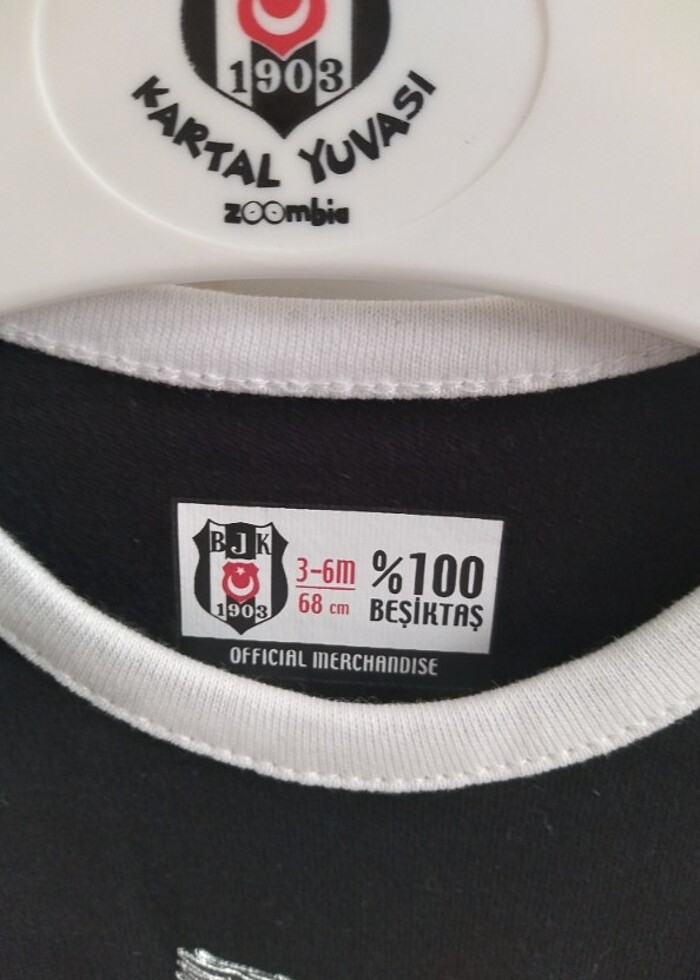 1903
KARTAL YUVASI
zoombie
BJK
1903
3-6m
68 cm
%100
BEŞİKTAŞ
OFFICIAL MERCHANDISE